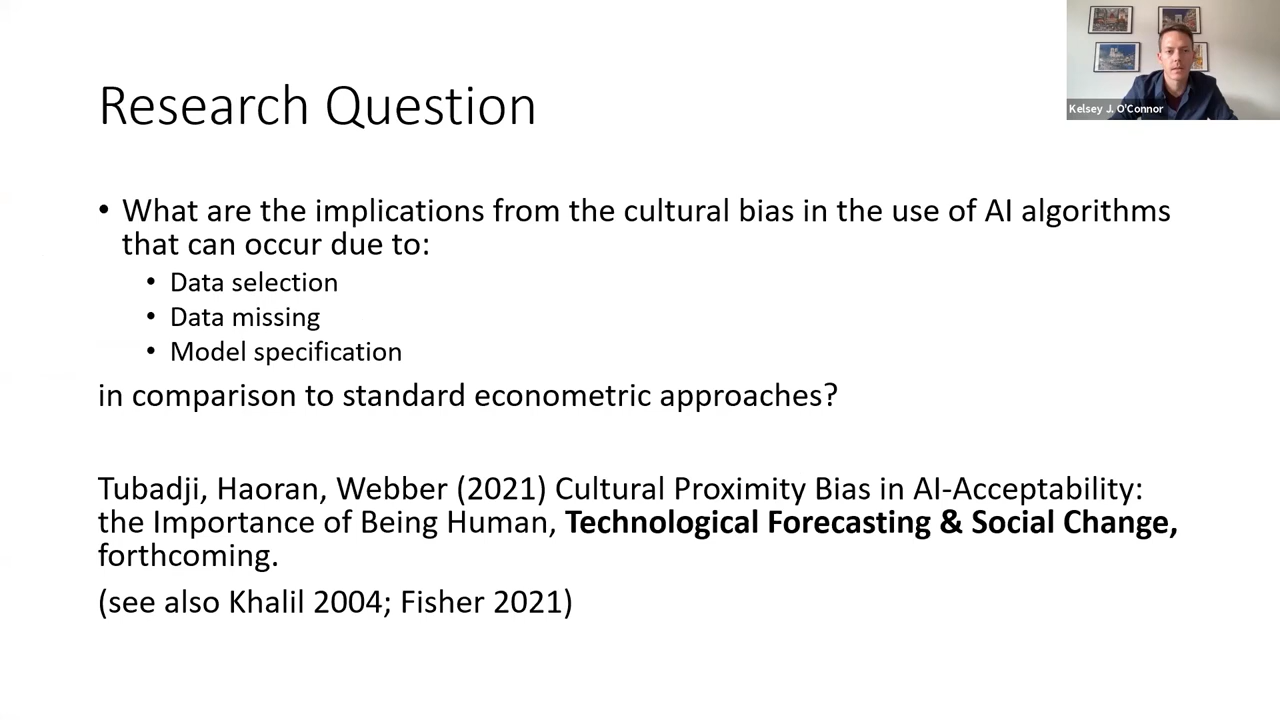 Research Question
Kelsey J. O'Connor
• What are the implications from the cultural bias in the use of AI algorithms
that can occur due to:
• Data selection
• Data missing
• Model specification
in comparison to standard econometric approaches?
Tubadji, Haoran, Webber (2021) Cultural Proximity Bias in AI-Acceptability:
the Importance of Being Human, Technological Forecasting & Social Change,
forthcoming.
(see also Khalil 2004; Fisher 2021)